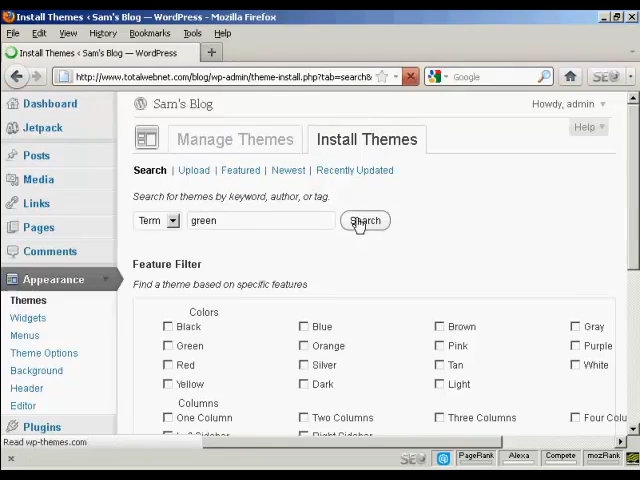 Install Themes ‹ Sam's Blog — WordPress - Mozilla Firefox
File Edit View History Bookmarks Tools Help
Install Themes ‹ Sam's Blog — WordPress
http://www.totalwebnet.com/blog/wp-admin/theme-install.php?tab=search&
Google
SEO
Dashboard
Jetpack
Posts
Media
Links
Pages
Comments
Appearance
Themes
Widgets
Menus
Theme Options
Background
Header
Editor
Plugins
Sam's Blog
Howdy, admin
Help
Manage Themes Install Themes
Search | Upload | Featured | Newest | Recently Updated
Search for themes by keyword, author, or tag.
Term green Search
Feature Filter
Find a theme based on specific features
Colors
Black Blue Brown Gray
Green Orange Pink Purple
Red Silver Tan White
Yellow Dark Light
Columns
One Column Two Columns Three Columns Four Colu
Right Sidebar
Read wp-themes.com
SEO PageRank Alexa Compete mozRank